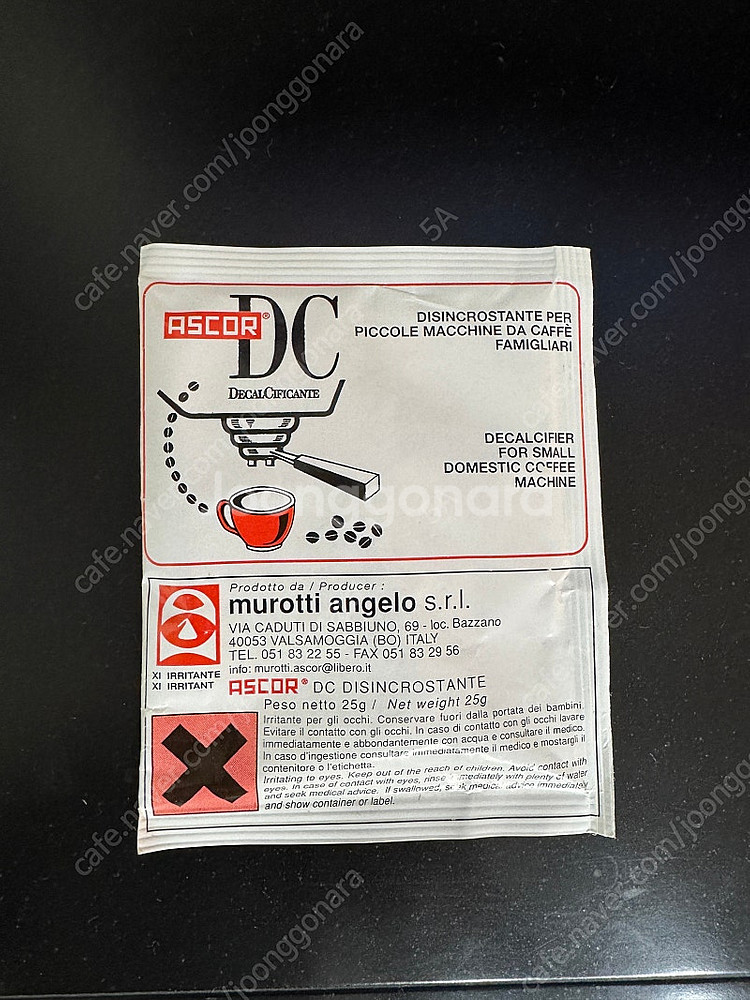 ASCOR®
DC
DECALCIFICANTE
DISINCROSTANTE PER
PICCOLE MACCHINE DA CAFFÈ
FAMIGLIARI
DECALCIFIER
FOR SMALL
DOMESTIC COFFEE
MACHINE
Prodotto da / Producer :
murotti angelo s.r.l.
VIA CADUTI DI SABBIUNO, 69 - loc. Bazzano
40053 VALSAMOGGIA (BO) ITALY
TEL. 051 83 22 55 - FAX 051 83 29 56
info: murotti.ascor@libero.it
XI IRRITANTE
XI IRRITANT
ASCOR® DC DISINCROSTANTE
Peso netto 25g / Net weight 25g
Irritante per gli occhi. Conservare fuori dalla portata dei bambini.
Evitare il contatto con gli occhi. In caso di contatto con gli occhi lavare
immediatamente e abbondantemente con acqua e consultare il medico.
In caso d'ingestione consultare immediatamente il medico e mostargli il
contenitore o l'etichetta.
Irritating to eyes. Keep out of the reach of children. Avoid contact with
eyes. In case of contact with eyes, rinse immediately with plenty of water
and seek medical advice. If swallowed, seek medical advice immediately
and show container or label.
joonggonara
cafe.naver.com/joonggonara
5A